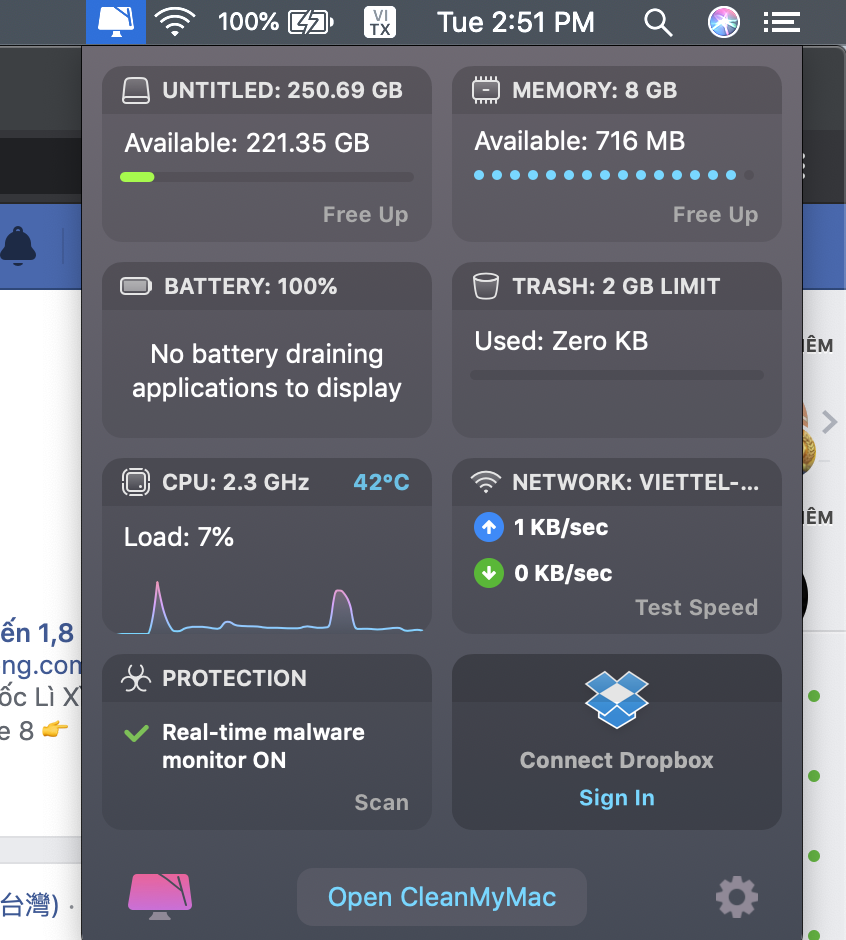 100%
VI
TX
Tue 2:51 PM
UNTITLED: 250.69 GB
Available: 221.35 GB
Free Up
MEMORY: 8 GB
Available: 716 MB
Free Up
BATTERY: 100%
No battery draining
applications to display
TRASH: 2 GB LIMIT
Used: Zero KB
CPU: 2.3 GHz
42°C
Load: 7%
NETWORK: VIETTEL-...
1 KB/sec
0 KB/sec
Test Speed
PROTECTION
Real-time malware
monitor ON
Scan
Connect Dropbox
Sign In
Open CleanMyMac
ến 1,8
ng.com
ốc Lì X
e 8 👉
台灣) ·
IÊM
IÊM